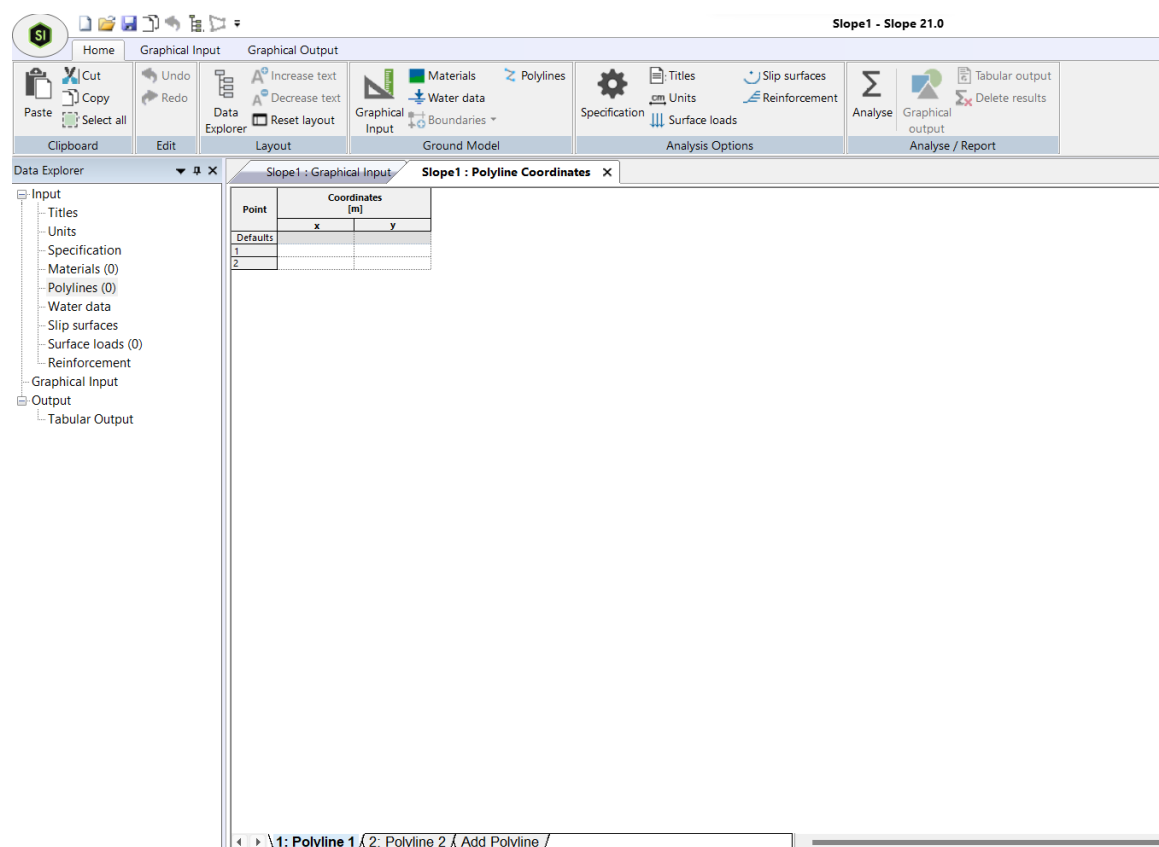 SI
Slope1 - Slope 21.0
Home Graphical Input Graphical Output
Cut Undo Increase text Materials Polylines Titles Slip surfaces Tabular output
Copy Redo Decrease text Water data cm Units Reinforcement Delete results
Paste Select all Data Explorer Reset layout Graphical Input Boundaries Specification Surface loads Analyse Graphical output
Clipboard Edit Layout Ground Model Analysis Options Analyse / Report
Data Explorer Slope1 : Graphical Input Slope1 : Polyline Coordinates
Input
Titles
Units
Specification
Materials (0)
Polylines (0)
Water data
Slip surfaces
Surface loads (0)
Reinforcement
Graphical Input
Output
Tabular Output
Point Coordinates
[m]
x y
Defaults
1
2
1: Polyline 1 2: Polyline 2 Add Polyline